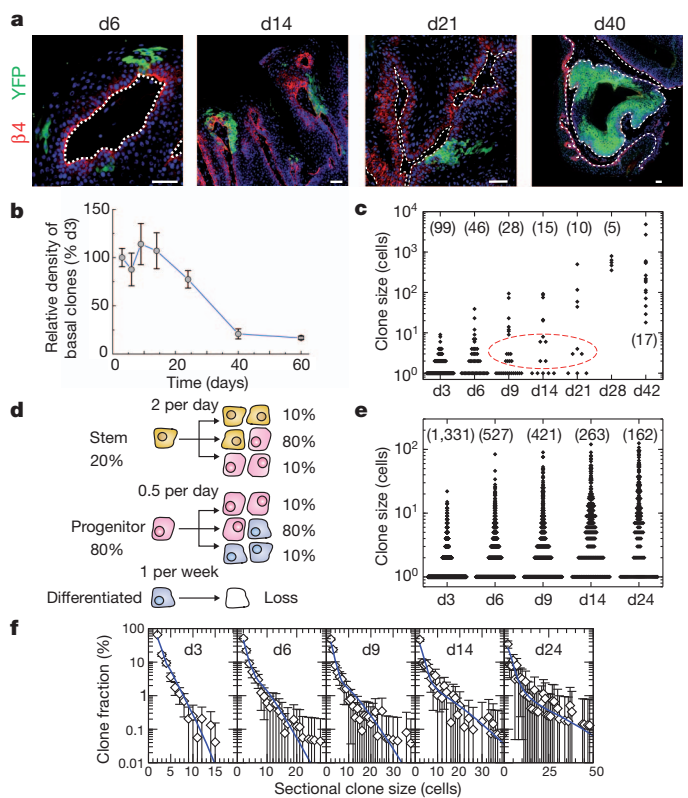 a
d6 d14 d21 d40
β4 YFP
b
Relative density of
basal clones (% d3)
150
125
100
50
0
0 20 40 60
Time (days)
c
Clone size (cells)
10⁴
10³
10²
10¹
10⁰
(99) (46) (28) (15) (10) (5)
(17)
d3 d6 d9 d14 d21 d28 d42
d
2 per day
Stem
20%
10%
80%
10%
0.5 per day
Progenitor
80%
10%
80%
10%
1 per week
Differentiated Loss
e
Clone size (cells)
10²
10¹
10⁰
(1,331) (527) (421) (263) (162)
d3 d6 d9 d14 d24
f
Clone fraction (%)
100
10
1
0.1
0.01
d3 d6 d9 d14 d24
0 5 10 15 0 10 20 0 10 20 30 0 10 20 30 0 25 50
Sectional clone size (cells)